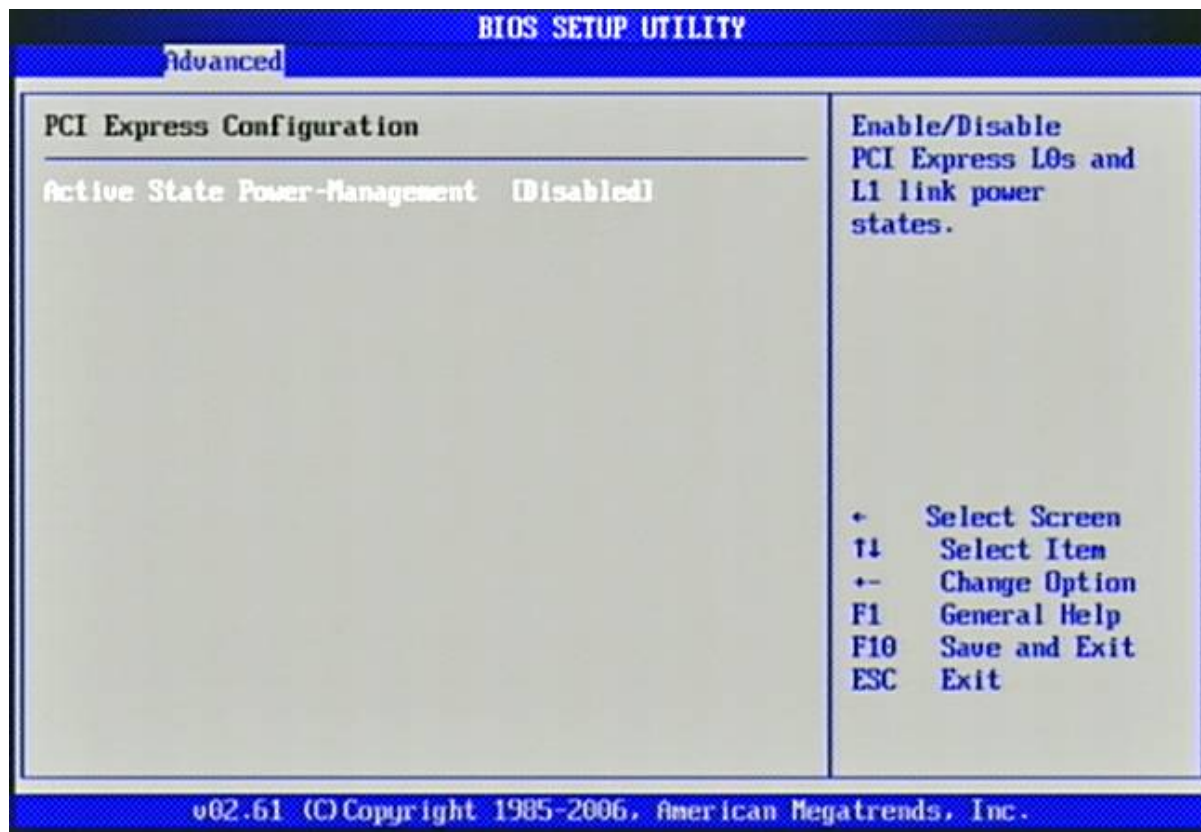 BIOS SETUP UTILITY
Advanced
PCI Express Configuration
Active State Power-Management [Disabled]
Enable/Disable
PCI Express L0s and
L1 link power
states.
← Select Screen
↑↓ Select Item
+- Change Option
F1 General Help
F10 Save and Exit
ESC Exit
v02.61 (C)Copyright 1985-2006, American Megatrends, Inc.